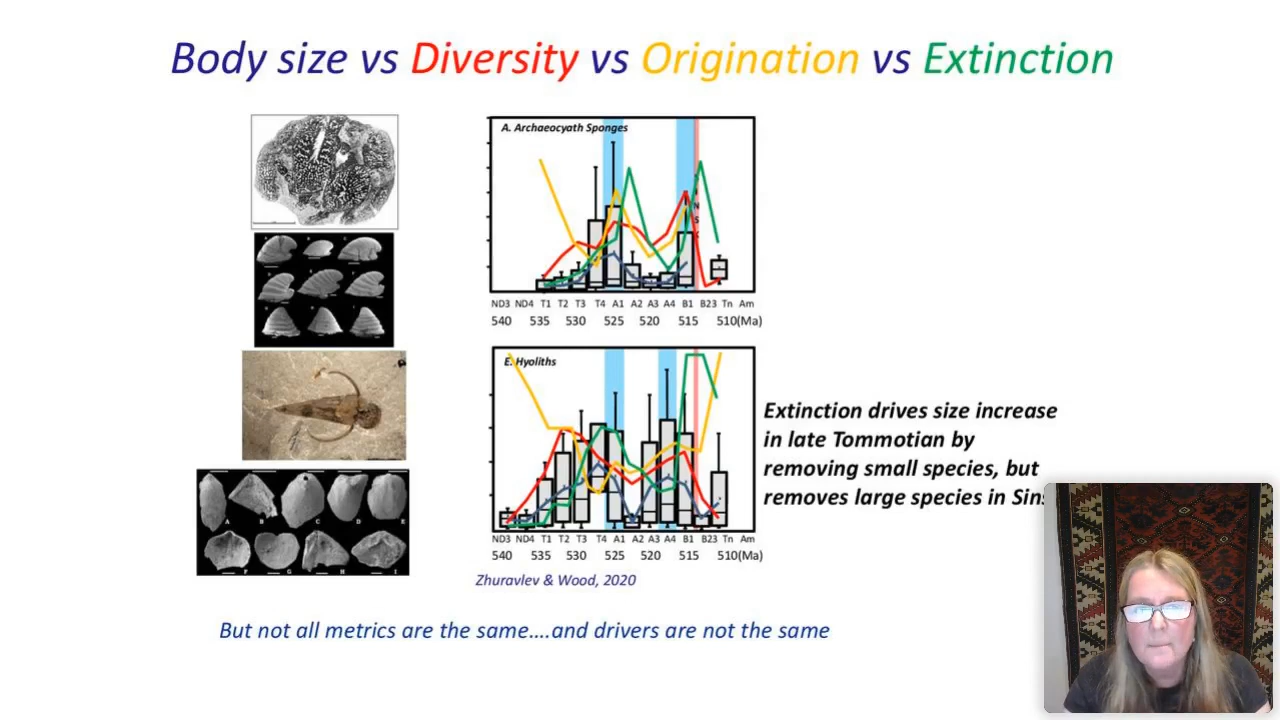 Body size vs Diversity vs Origination vs Extinction
A. Archaeocyath Sponges
ND3 ND4 T1 T2 T3 T4 A1 A2 A3 A4 B1 B23 Tn Am
540 535 530 525 520 515 510(Ma)
E. Hyoliths
ND3 ND4 T1 T2 T3 T4 A1 A2 A3 A4 B1 B23 Tn Am
540 535 530 525 520 515 510(Ma)
Extinction drives size increase
in late Tommotian by
removing small species, but
removes large species in Sins
Zhuravlev & Wood, 2020
But not all metrics are the same....and drivers are not the same